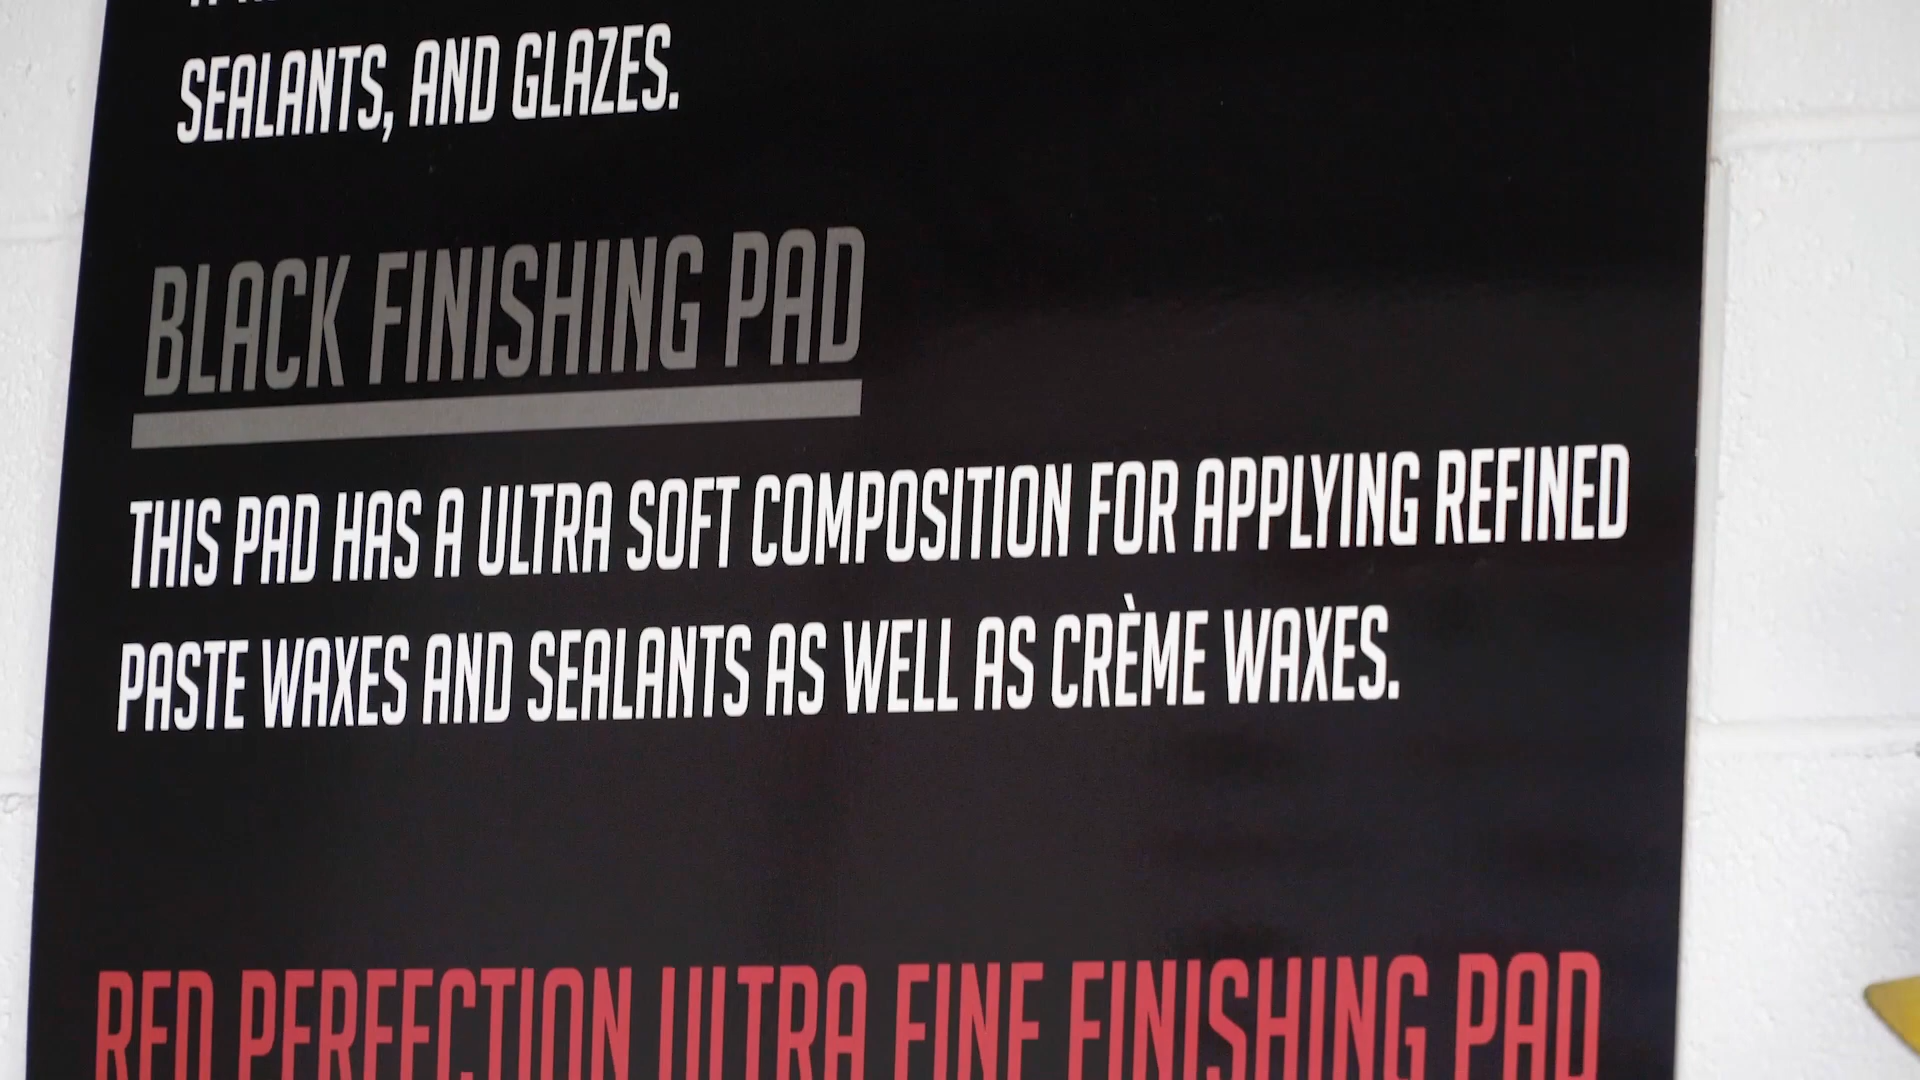 SEALANTS, AND GLAZES.
BLACK FINISHING PAD
THIS PAD HAS A ULTRA SOFT COMPOSITION FOR APPLYING REFINED
PASTE WAXES AND SEALANTS AS WELL AS CRÈME WAXES.
RED PERFECTION ULTRA FINE FINISHING PAD